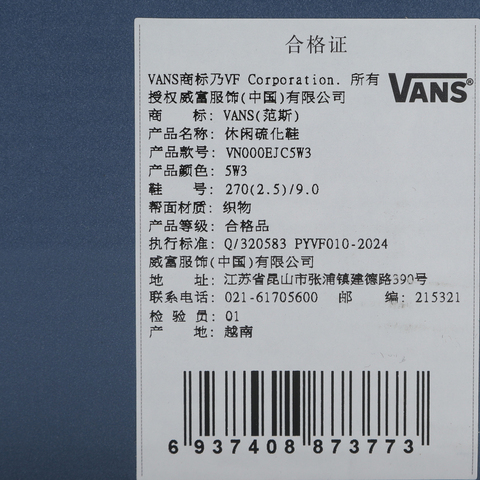 合格证
VANS商标乃VF Corporation. 所有
授权威富服饰(中国)有限公司
VANS®
商 标: VANS(范斯)
产品名称: 休闲硫化鞋
产品款号: VN000EJC5W3
产品颜色: 5W3
鞋 号: 270(2.5)/9.0
帮面材质: 织物
产品等级: 合格品
执行标准: Q/320583 PYVF010-2024
威富服饰(中国)有限公司
地 址: 江苏省昆山市张浦镇建德路390号
联系电话: 021-61705600 邮 编: 215321
检 验 员: 01
产 地: 越南
6 937408 873773